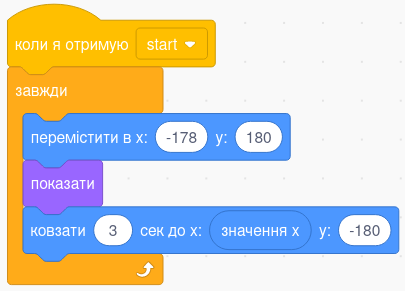 коли я отримую start
завжди
перемістити в x: -178 y: 180
показати
ковзати 3 сек до x: значення x y: -180